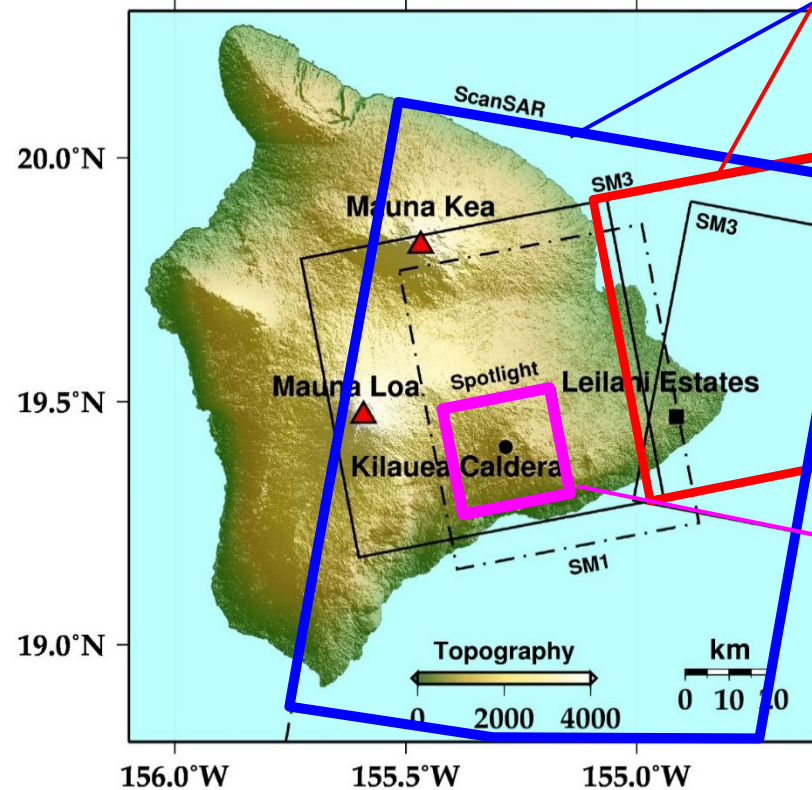 ScanSAR
20.0°N
SM3
Mauna Kea
SM3
Spotlight
Mauna Loa
Leilani Estates
19.5°N
Kilauea Caldera
SM1
19.0°N
Topography
km
0 2000 4000
0 10 20
156.0°W 155.5°W 155.0°W